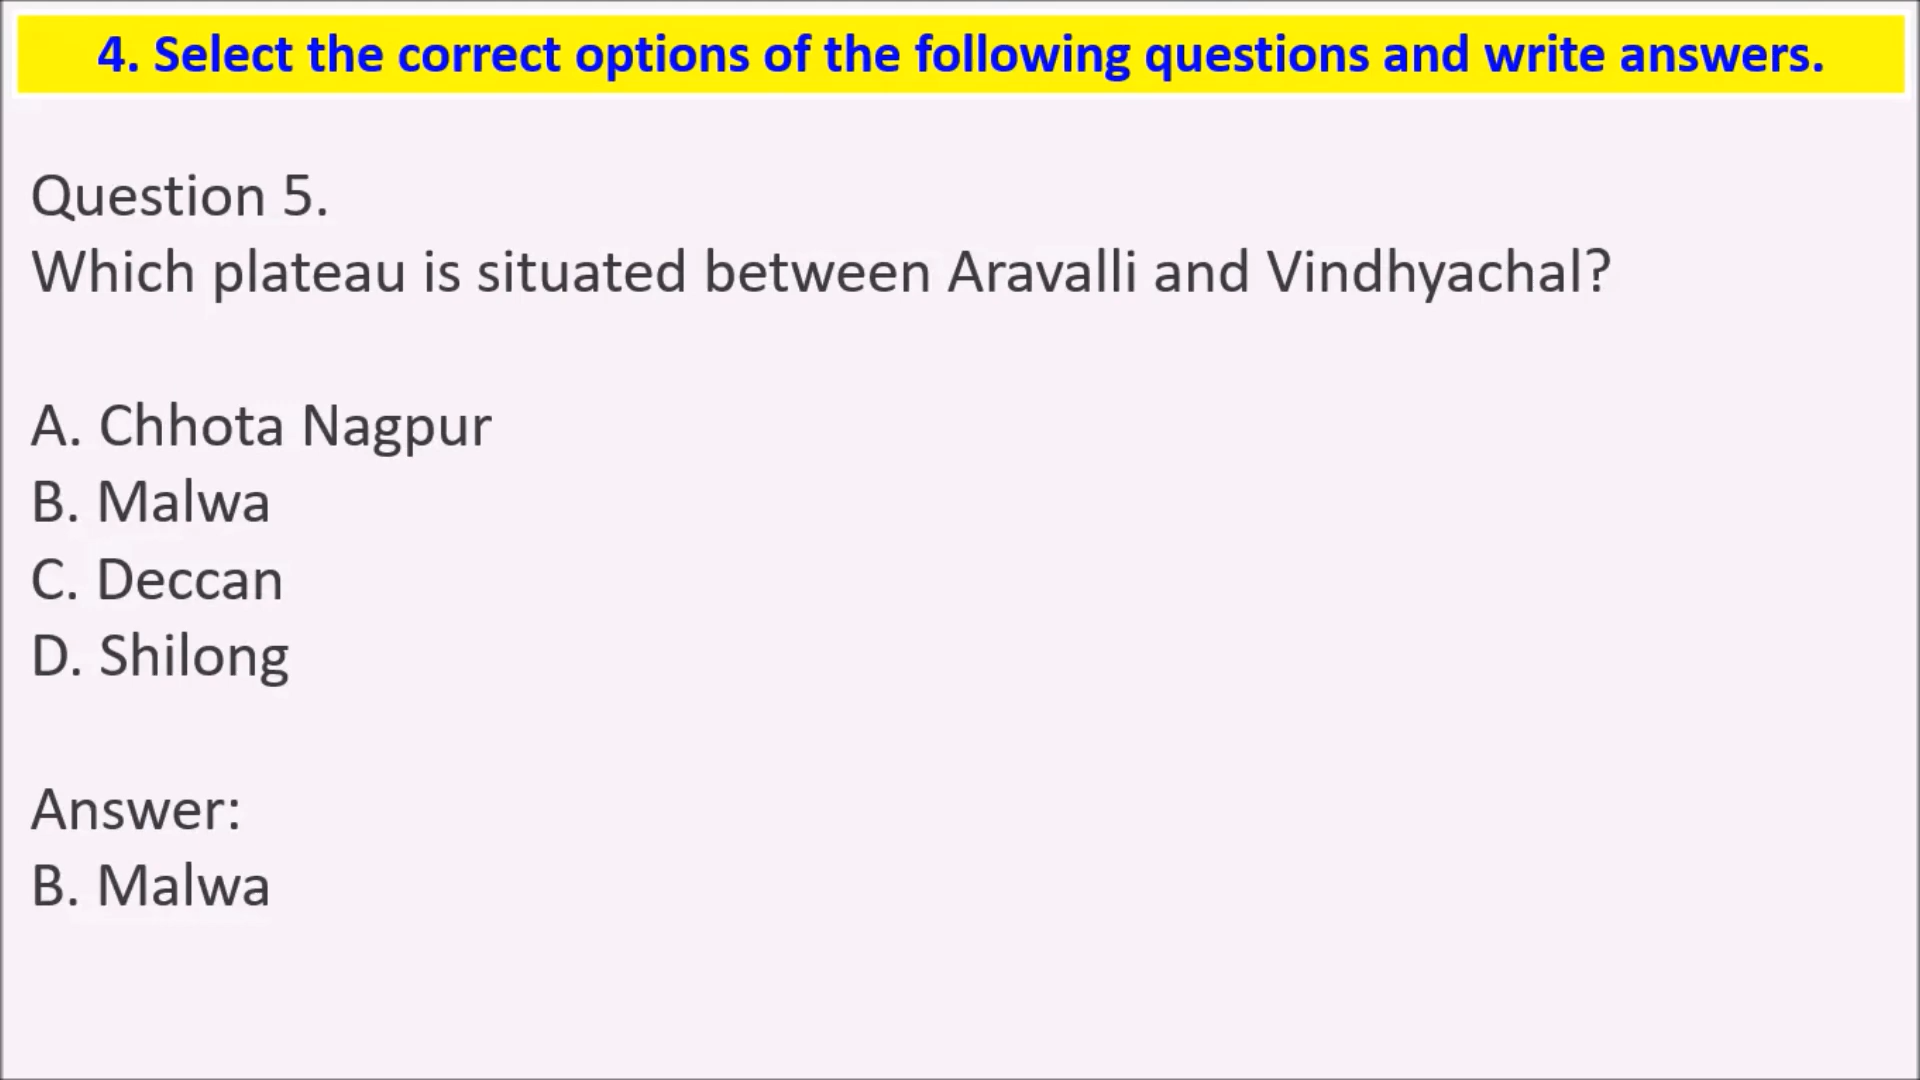 4. Select the correct options of the following questions and write answers.
Question 5.
Which plateau is situated between Aravalli and Vindhyachal?
A. Chhota Nagpur
B. Malwa
C. Deccan
D. Shilong
Answer:
B. Malwa